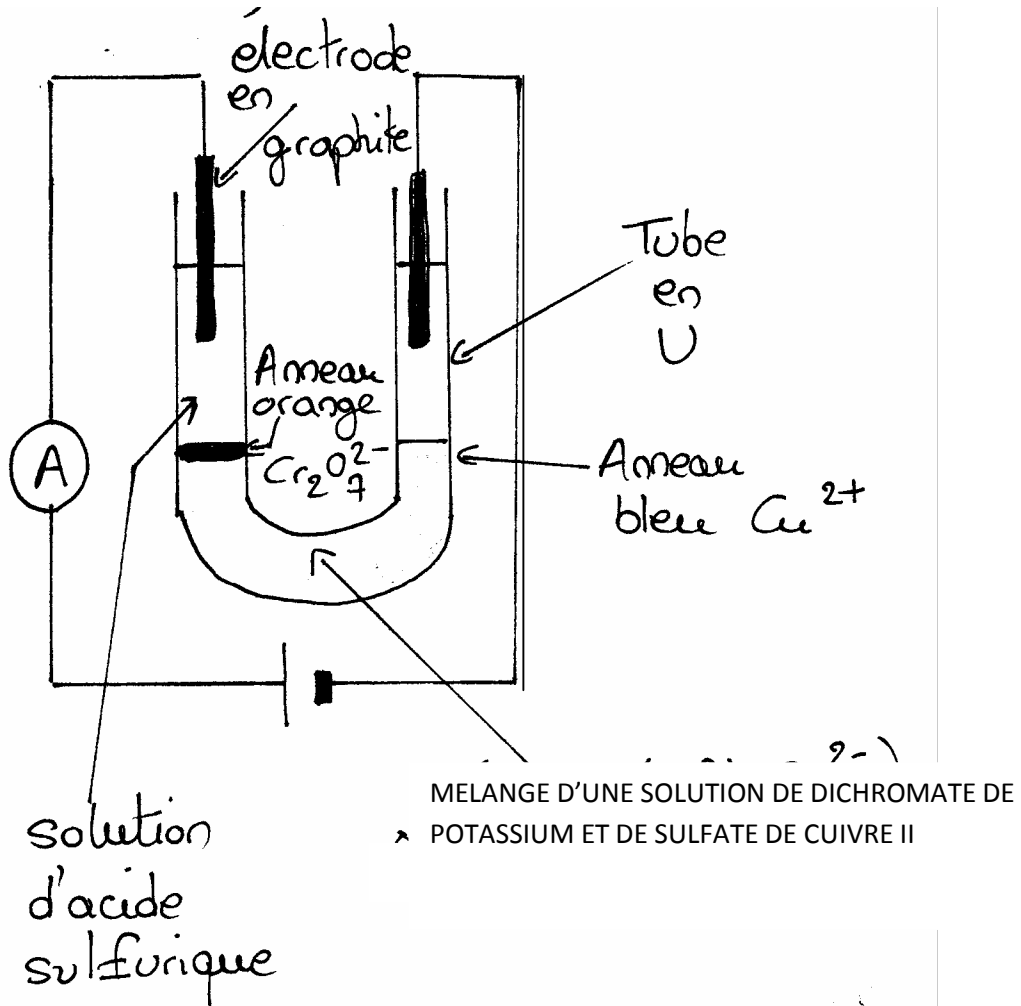 électrode
en
graphite
Tube
en
U
Anneau
orange
Cr₂O₇²⁻
A
Anneau
bleu Cu²⁺
2-)
MELANGE D'UNE SOLUTION DE DICHROMATE DE
POTASSIUM ET DE SULFATE DE CUIVRE II
solution
d'acide
sulfurique